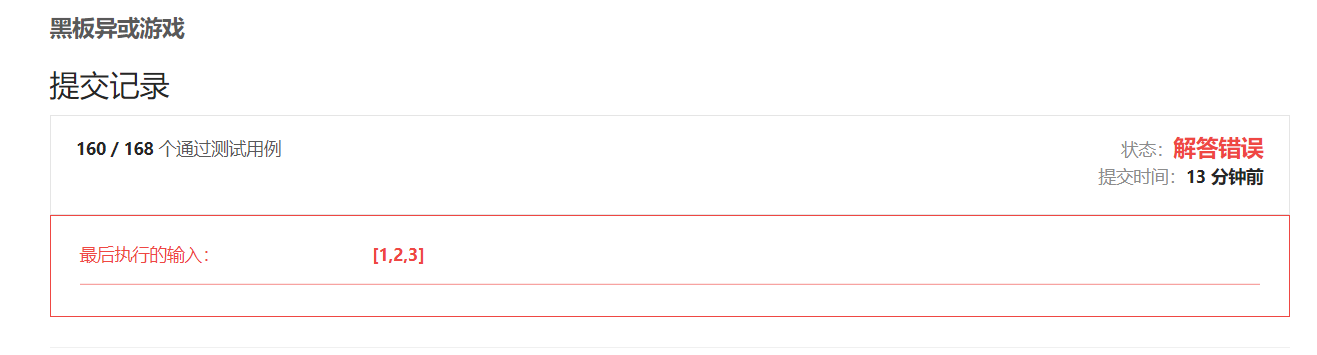 黑板异或游戏
提交记录
160 / 168 个通过测试用例
状态：解答错误
提交时间：13 分钟前
最后执行的输入：
[1,2,3]